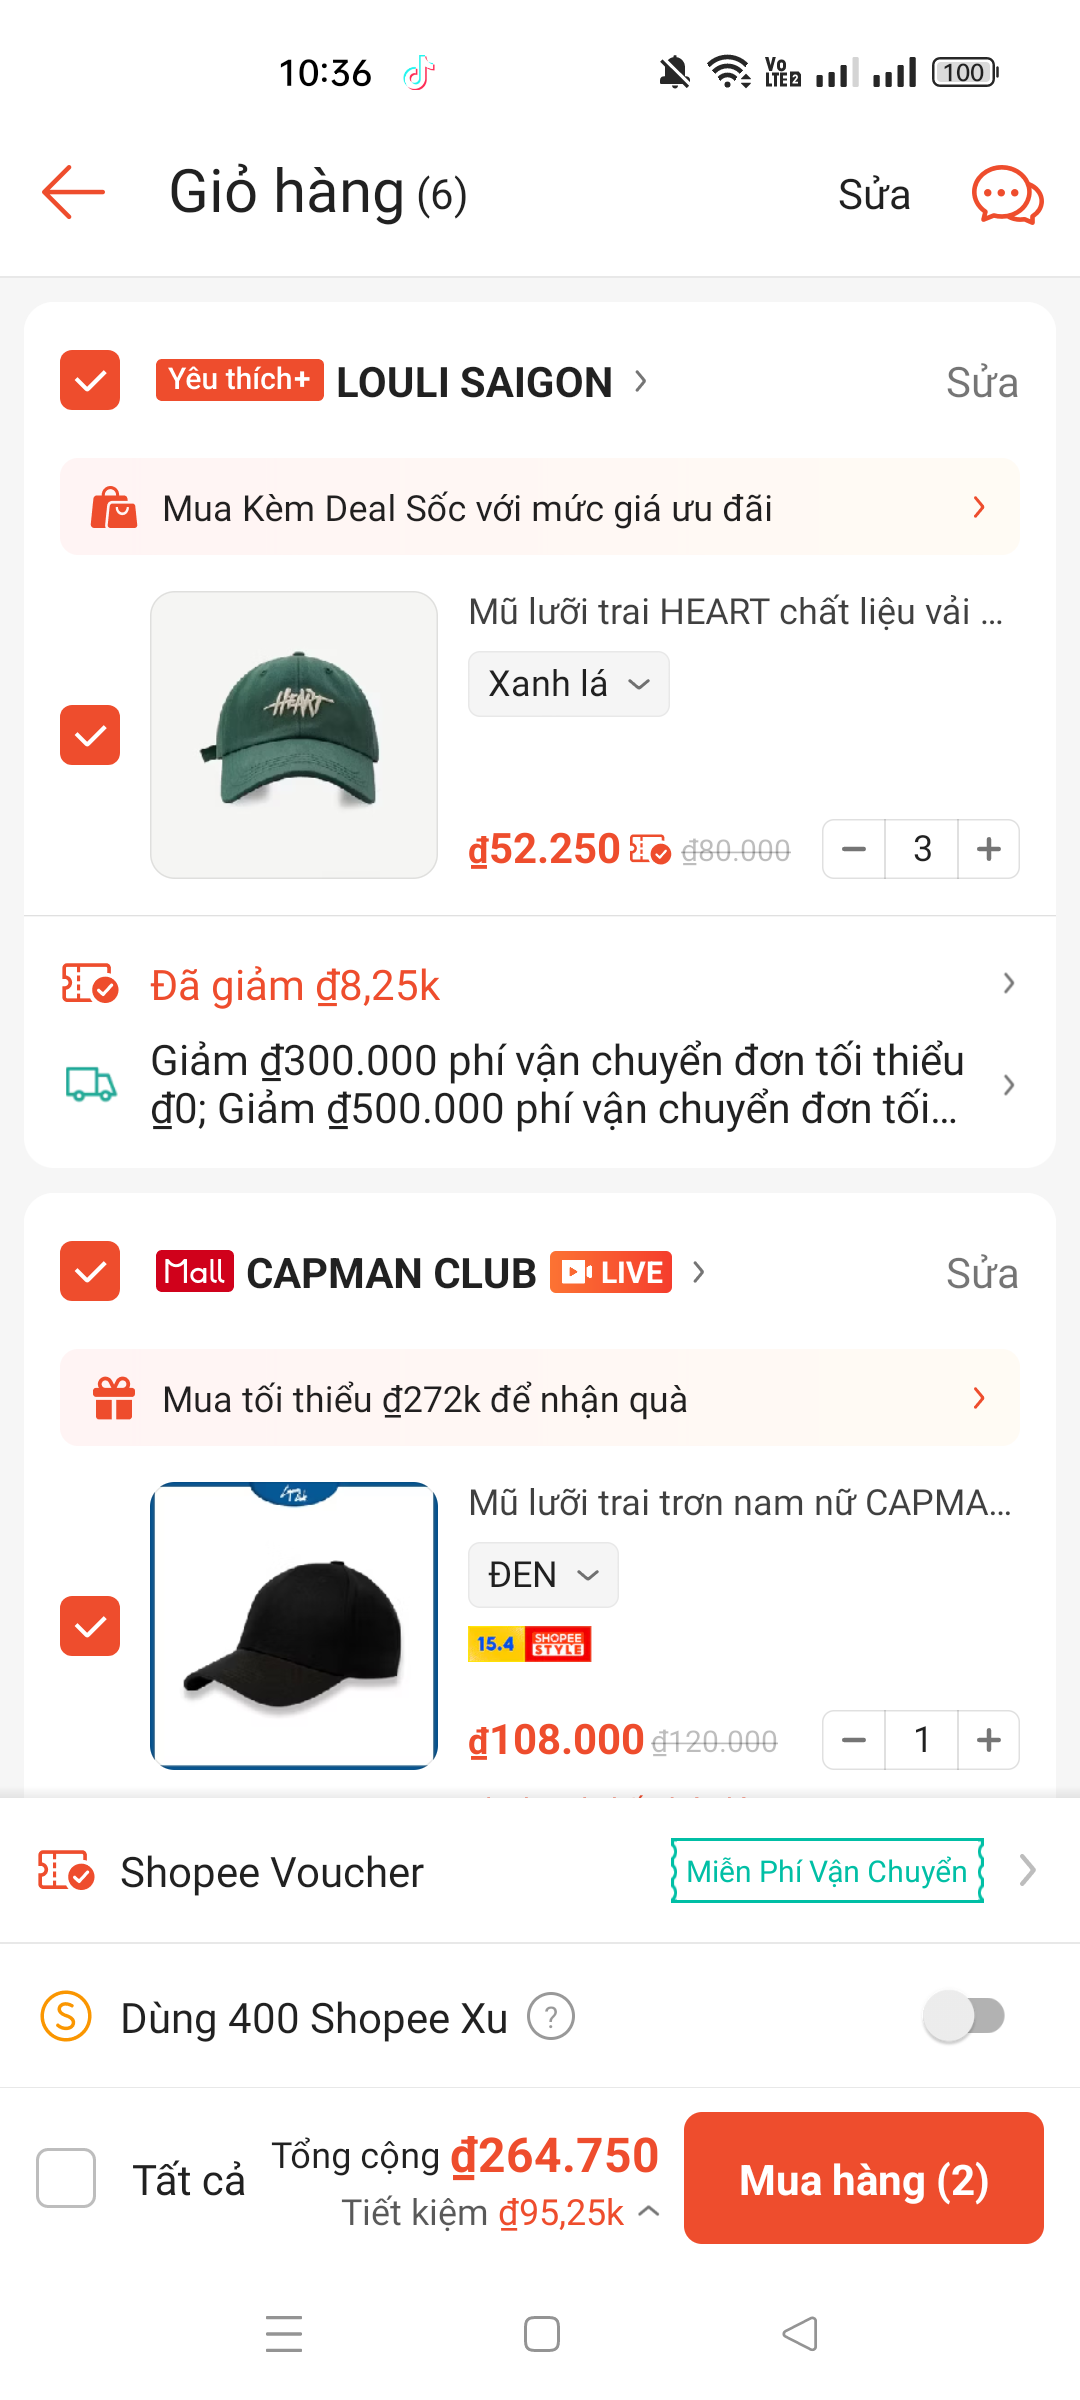 10:36
Vo
LTE2
100
Giỏ hàng (6)
Sửa
Yêu thích+ LOULI SAIGON
Sửa
Mua Kèm Deal Sốc với mức giá ưu đãi
HEART
Mũ lưỡi trai HEART chất liệu vải ...
Xanh lá
₫52.250 ₫80.000
3
Đã giảm ₫8,25k
Giảm ₫300.000 phí vận chuyển đơn tối thiểu
₫0; Giảm ₫500.000 phí vận chuyển đơn tối...
Mall CAPMAN CLUB LIVE
Sửa
Mua tối thiểu ₫272k để nhận quà
Mũ lưỡi trai trơn nam nữ CAPMA...
ĐEN
15.4 SHOPEE STYLE
₫108.000 ₫120.000
1
Shopee Voucher
Miễn Phí Vận Chuyển
S
Dùng 400 Shopee Xu ?
Tất cả
Tổng cộng ₫264.750
Tiết kiệm ₫95,25k
Mua hàng (2)